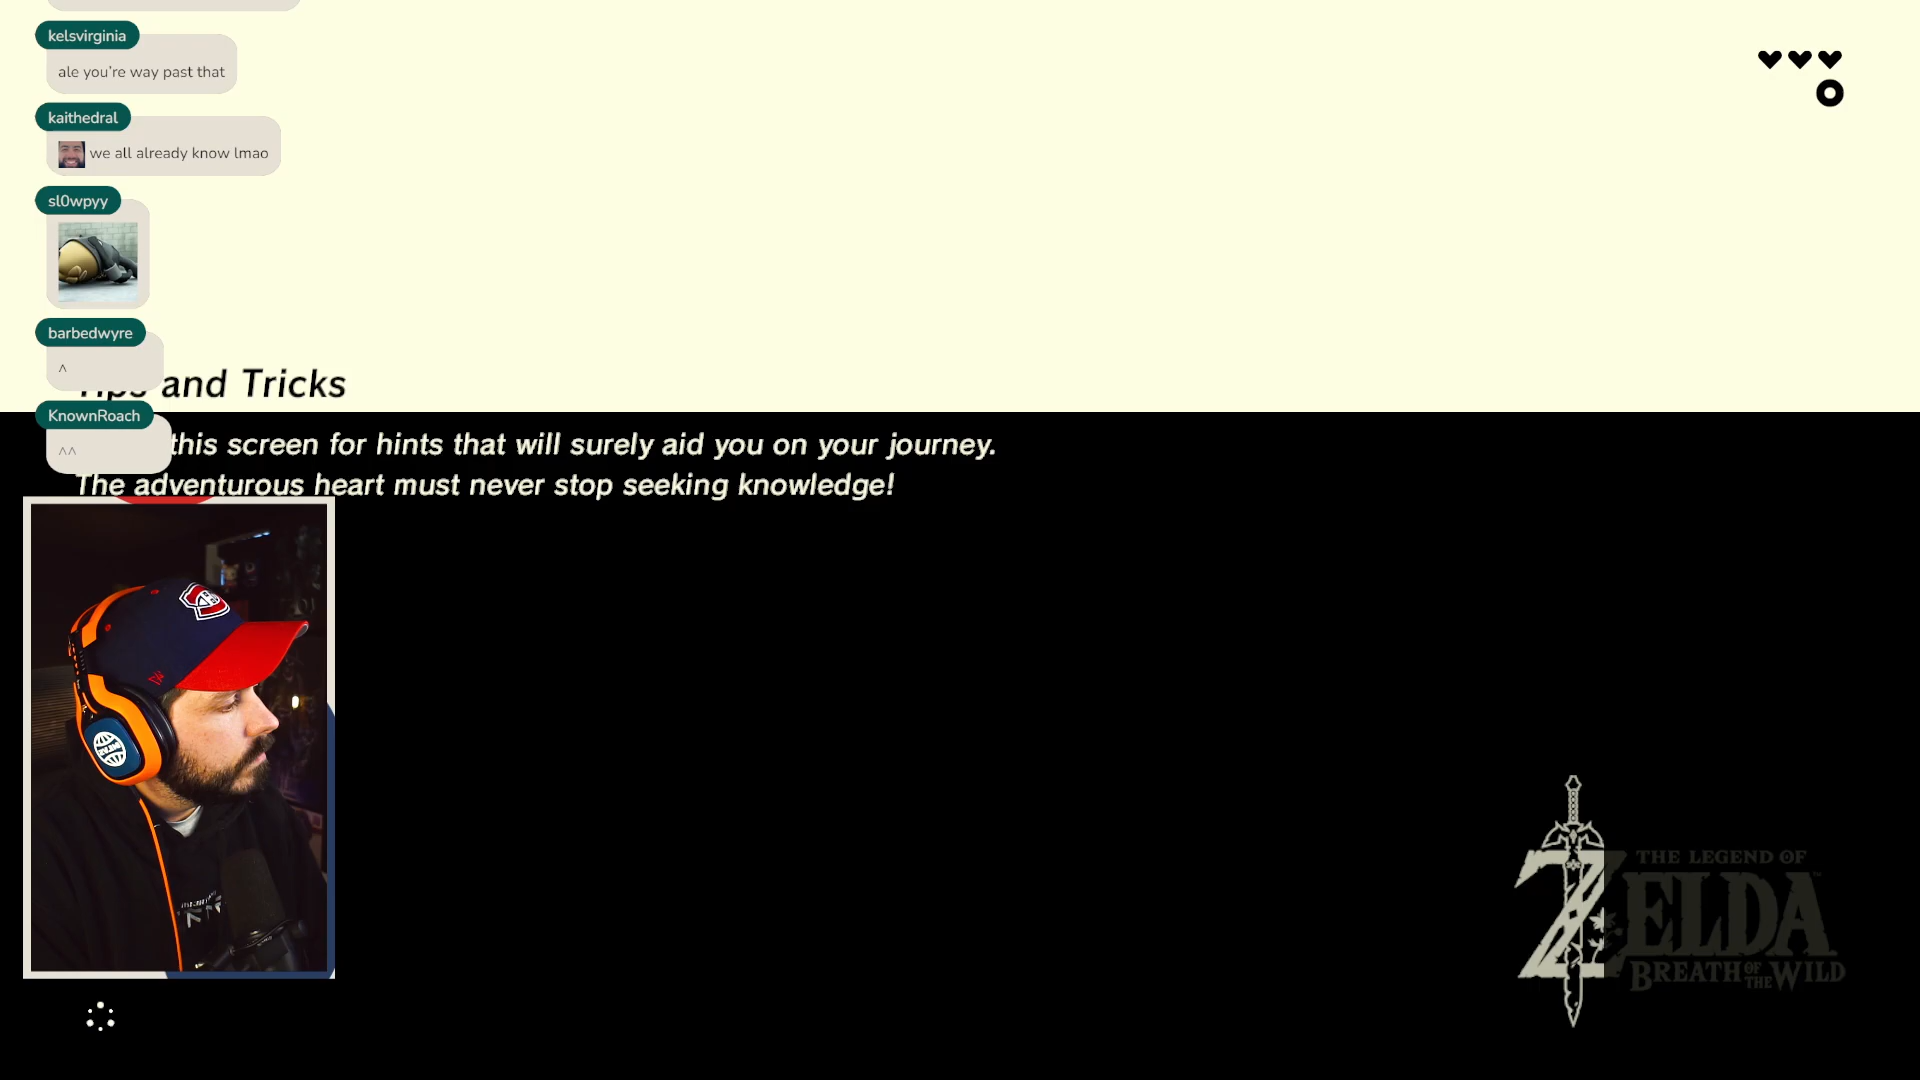 kelsvirginia
ale you're way past that
kaithedral
we all already know lmao
sl0wpyy
barbedwyre
^
Tips and Tricks
KnownRoach
^^
this screen for hints that will surely aid you on your journey.
The adventurous heart must never stop seeking knowledge!
THE LEGEND OF
ZELDA
BREATH OF THE WILD